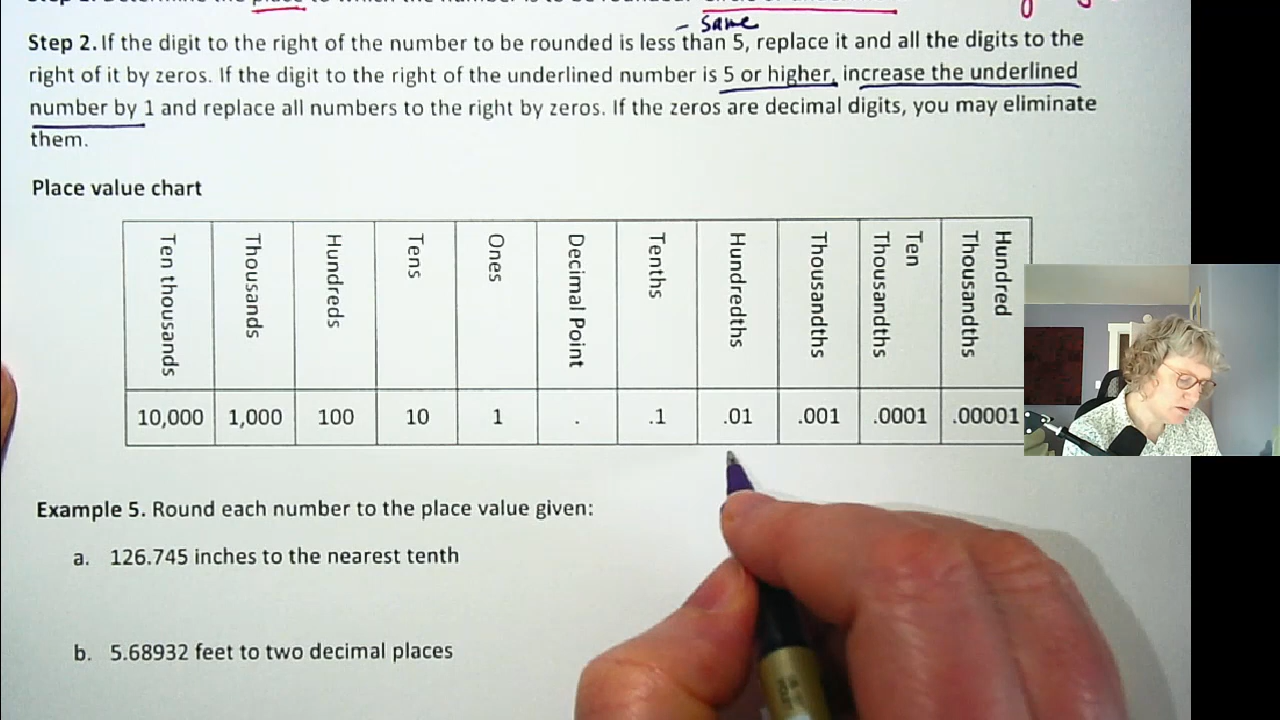 same
Step 2. If the digit to the right of the number to be rounded is less than 5, replace it and all the digits to the
right of it by zeros. If the digit to the right of the underlined number is 5 or higher, increase the underlined
number by 1 and replace all numbers to the right by zeros. If the zeros are decimal digits, you may eliminate
them.
Place value chart
Ten thousands
Thousands
Hundreds
Tens
Ones
Decimal Point
Tenths
Hundredths
Thousandths
Ten
Thousandths
Hundred
Thousandths
10,000 1,000 100 10 1 . .1 .01 .001 .0001 .00001
Example 5. Round each number to the place value given:
a. 126.745 inches to the nearest tenth
b. 5.68932 feet to two decimal places